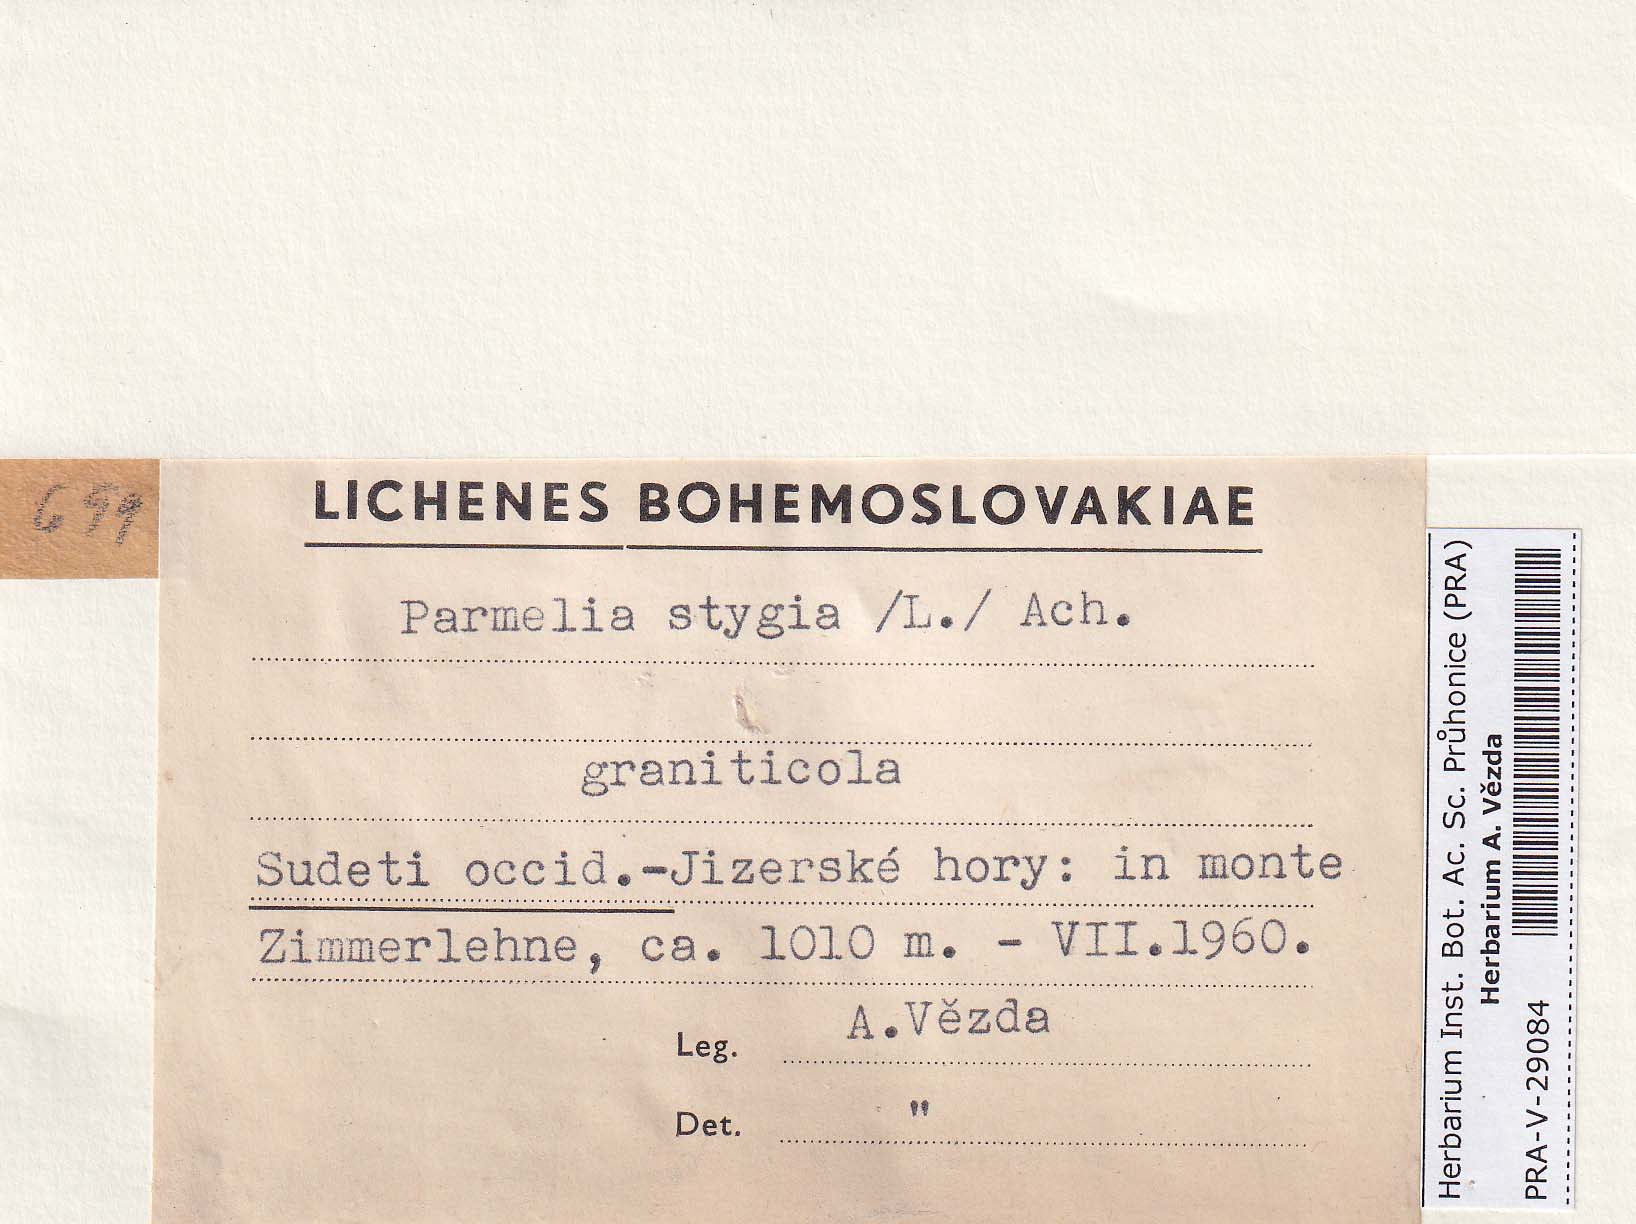 G 59
LICHENES BOHEMOSLOVAKIAE
Parmelia stygia /L./ Ach.
graniticola
Sudeti occid.-Jizerské hory: in monte
Zimmerlehne, ca. 1010 m. - VII.1960.
Leg. A.Vězda
Det. "
Herbarium Inst. Bot. Ac. Sc. Průhonice (PRA)
Herbarium A. Vězda
PRA-V-29084